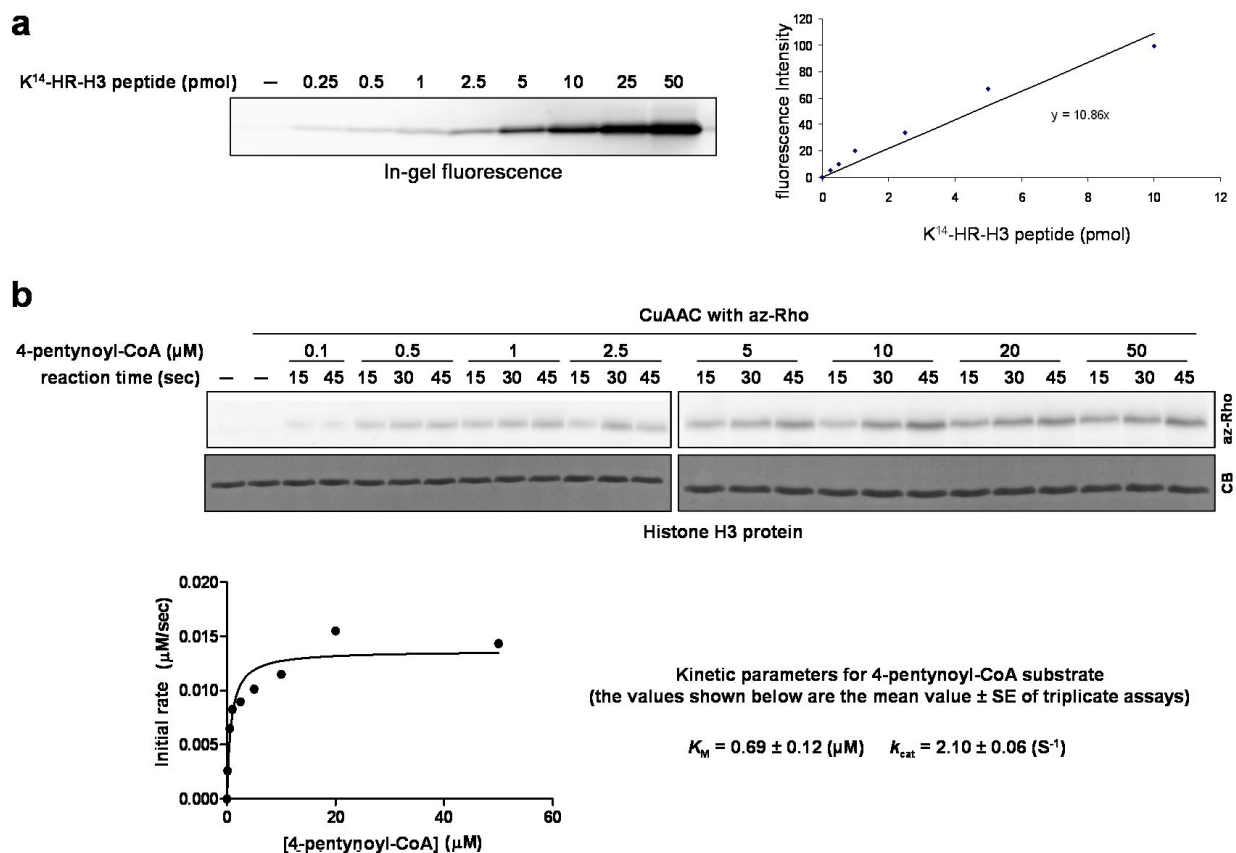 a
K¹⁴-HR-H3 peptide (pmol) – 0.25 0.5 1 2.5 5 10 25 50
In-gel fluorescence
120
100
80
60
40
20
0
fluorescence Intensity
y = 10.86x
0 2 4 6 8 10 12
K¹⁴-HR-H3 peptide (pmol)
b
CuAAC with az-Rho
4-pentynoyl-CoA (μM) 0.1 0.5 1 2.5 5 10 20 50
reaction time (sec) – – 15 45 15 30 45 15 30 45 15 30 45 15 30 45 15 30 45 15 30 45 15 30 45
az-Rho
CB
Histone H3 protein
0.020
0.015
0.010
0.005
0.000
Initial rate (μM/sec)
0 20 40 60
[4-pentynoyl-CoA] (μM)
Kinetic parameters for 4-pentynoyl-CoA substrate
(the values shown below are the mean value ± SE of triplicate assays)
K_M = 0.69 ± 0.12 (μM) k_cat = 2.10 ± 0.06 (S⁻¹)